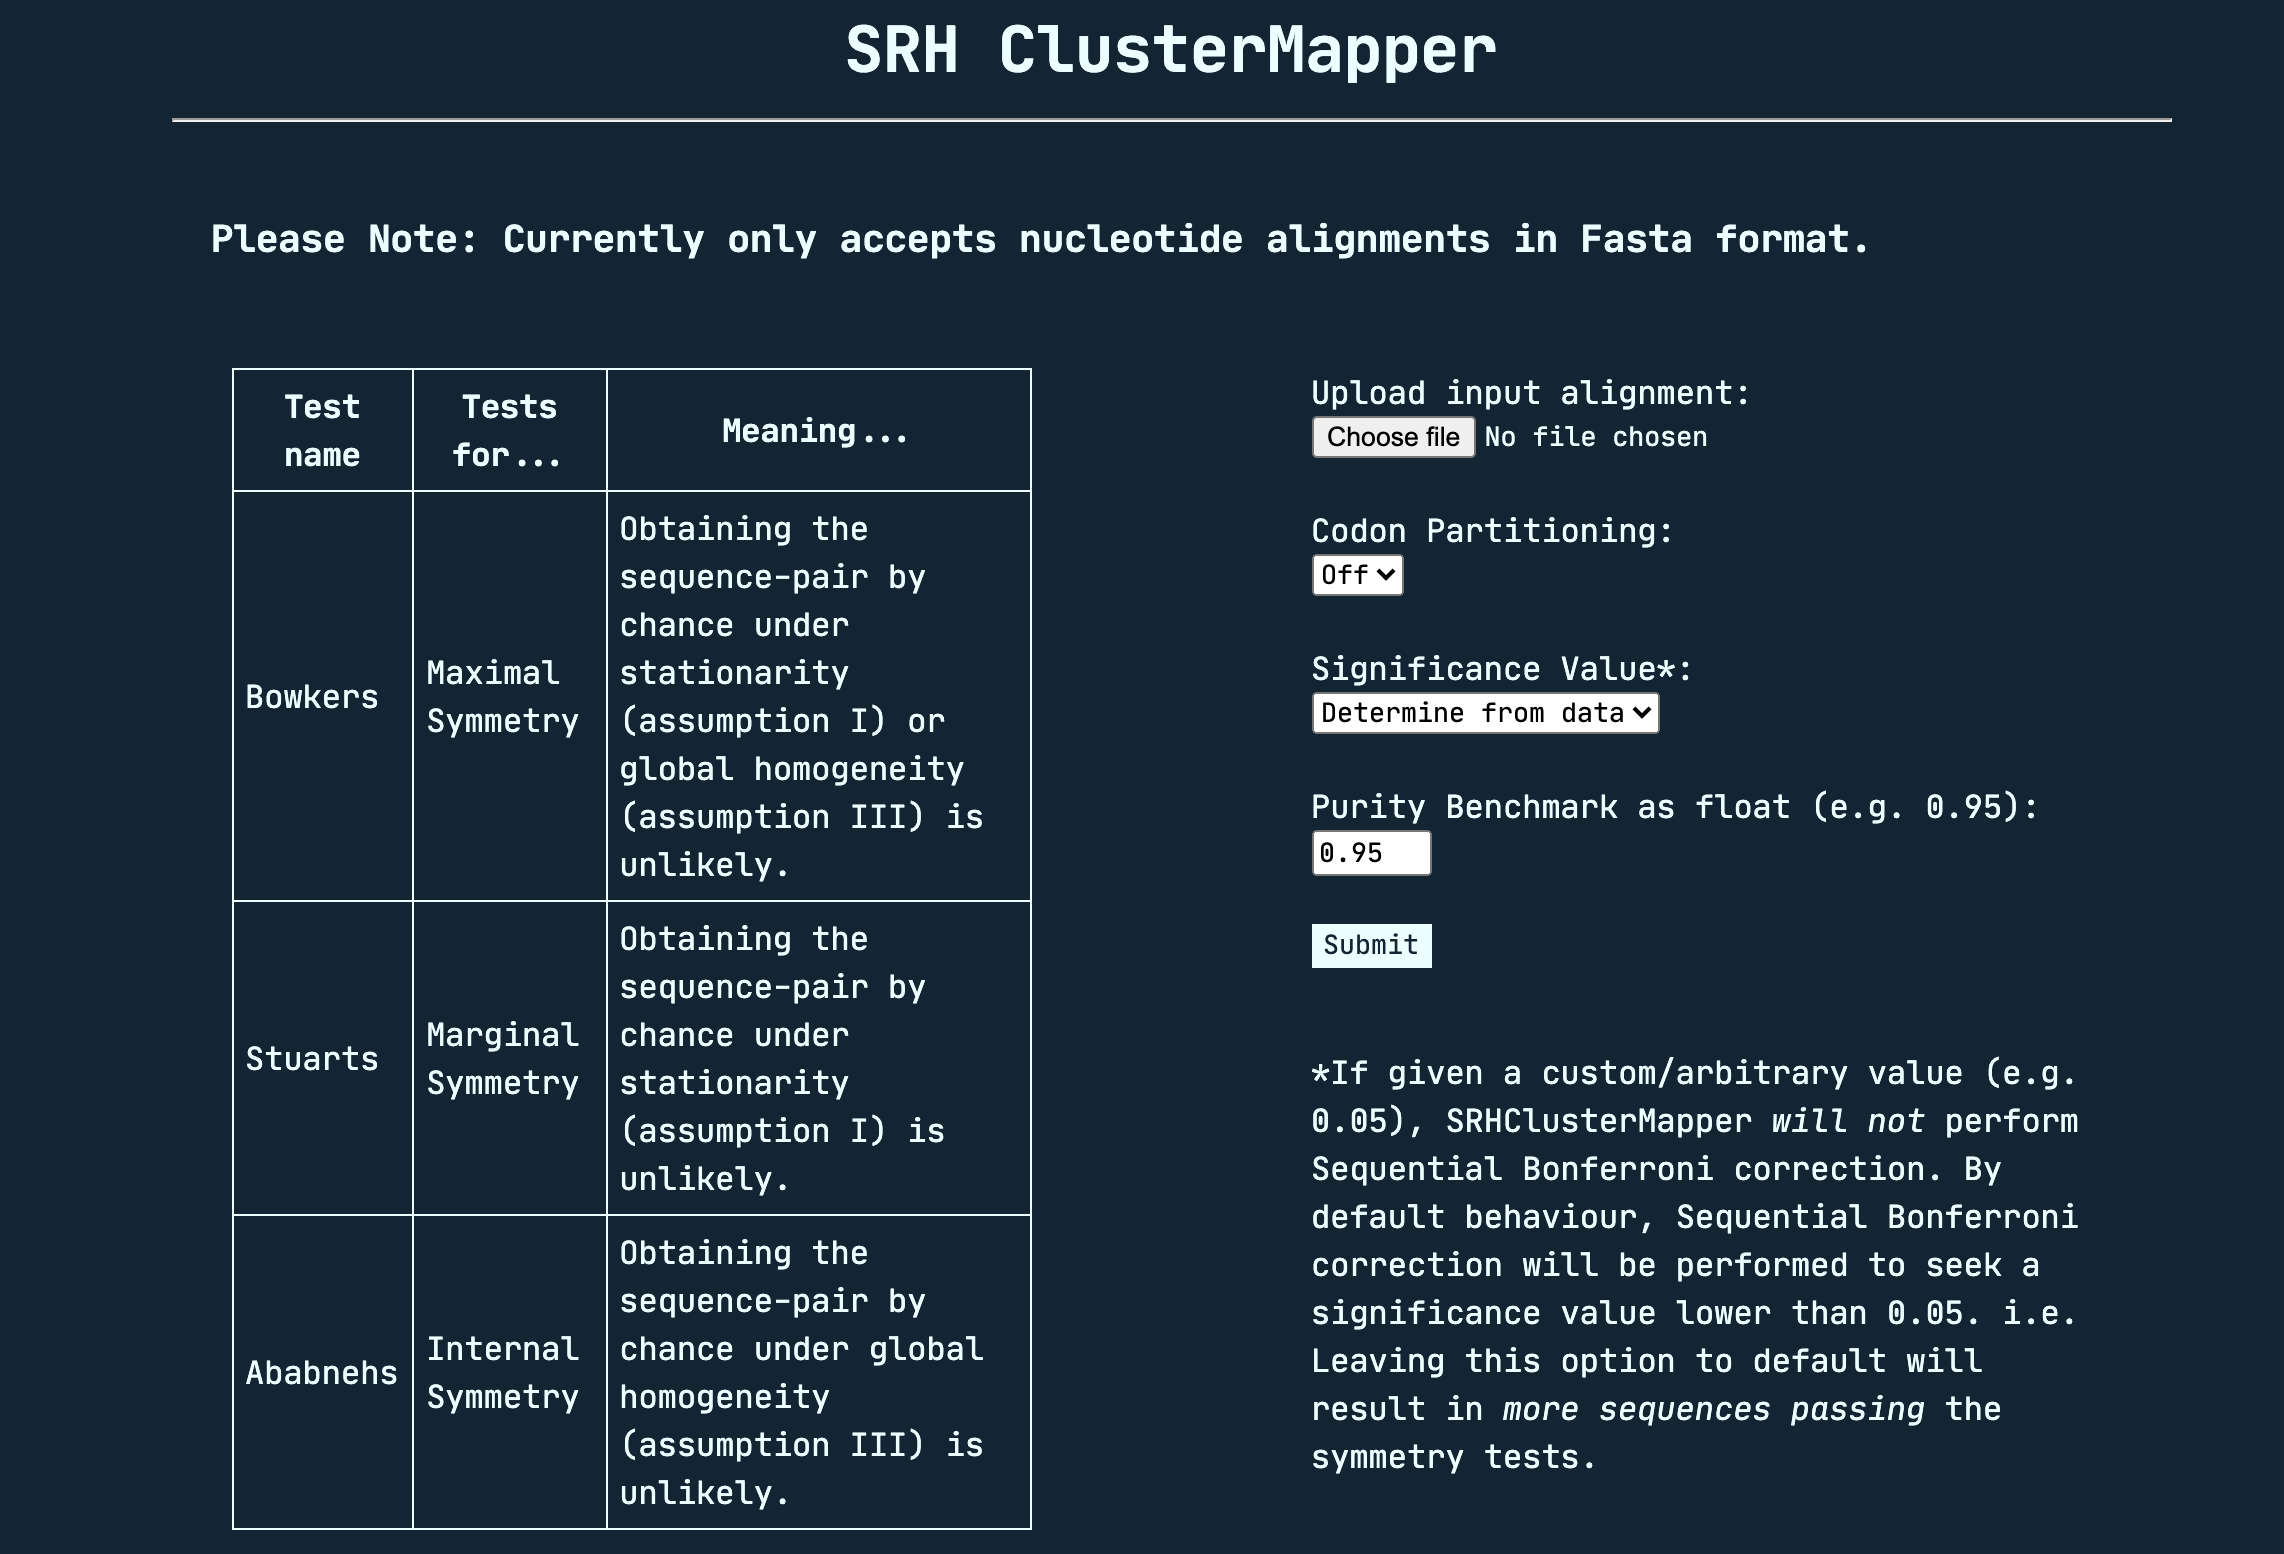 SRH ClusterMapper
Please Note: Currently only accepts nucleotide alignments in Fasta format.
Test
name
Tests
for...
Meaning...
Bowkers
Maximal
Symmetry
Obtaining the
sequence-pair by
chance under
stationarity
(assumption I) or
global homogeneity
(assumption III) is
unlikely.
Stuarts
Marginal
Symmetry
Obtaining the
sequence-pair by
chance under
stationarity
(assumption I) is
unlikely.
Ababnehs
Internal
Symmetry
Obtaining the
sequence-pair by
chance under global
homogeneity
(assumption III) is
unlikely.
Upload input alignment:
Choose file No file chosen
Codon Partitioning:
Off
Significance Value*:
Determine from data
Purity Benchmark as float (e.g. 0.95):
0.95
Submit
*If given a custom/arbitrary value (e.g.
0.05), SRHClusterMapper will not perform
Sequential Bonferroni correction. By
default behaviour, Sequential Bonferroni
correction will be performed to seek a
significance value lower than 0.05. i.e.
Leaving this option to default will
result in more sequences passing the
symmetry tests.